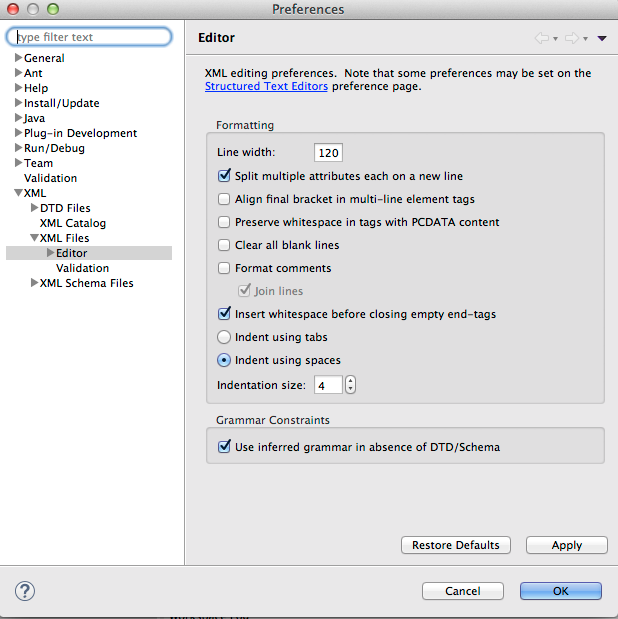 Preferences
type filter text
General
Ant
Help
Install/Update
Java
Plug-in Development
Run/Debug
Team
Validation
XML
DTD Files
XML Catalog
XML Files
Editor
Validation
XML Schema Files
Editor
XML editing preferences.  Note that some preferences may be set on the
Structured Text Editors preference page.
Formatting
Line width: 120
Split multiple attributes each on a new line
Align final bracket in multi-line element tags
Preserve whitespace in tags with PCDATA content
Clear all blank lines
Format comments
Join lines
Insert whitespace before closing empty end-tags
Indent using tabs
Indent using spaces
Indentation size: 4
Grammar Constraints
Use inferred grammar in absence of DTD/Schema
Restore Defaults Apply
? Cancel OK